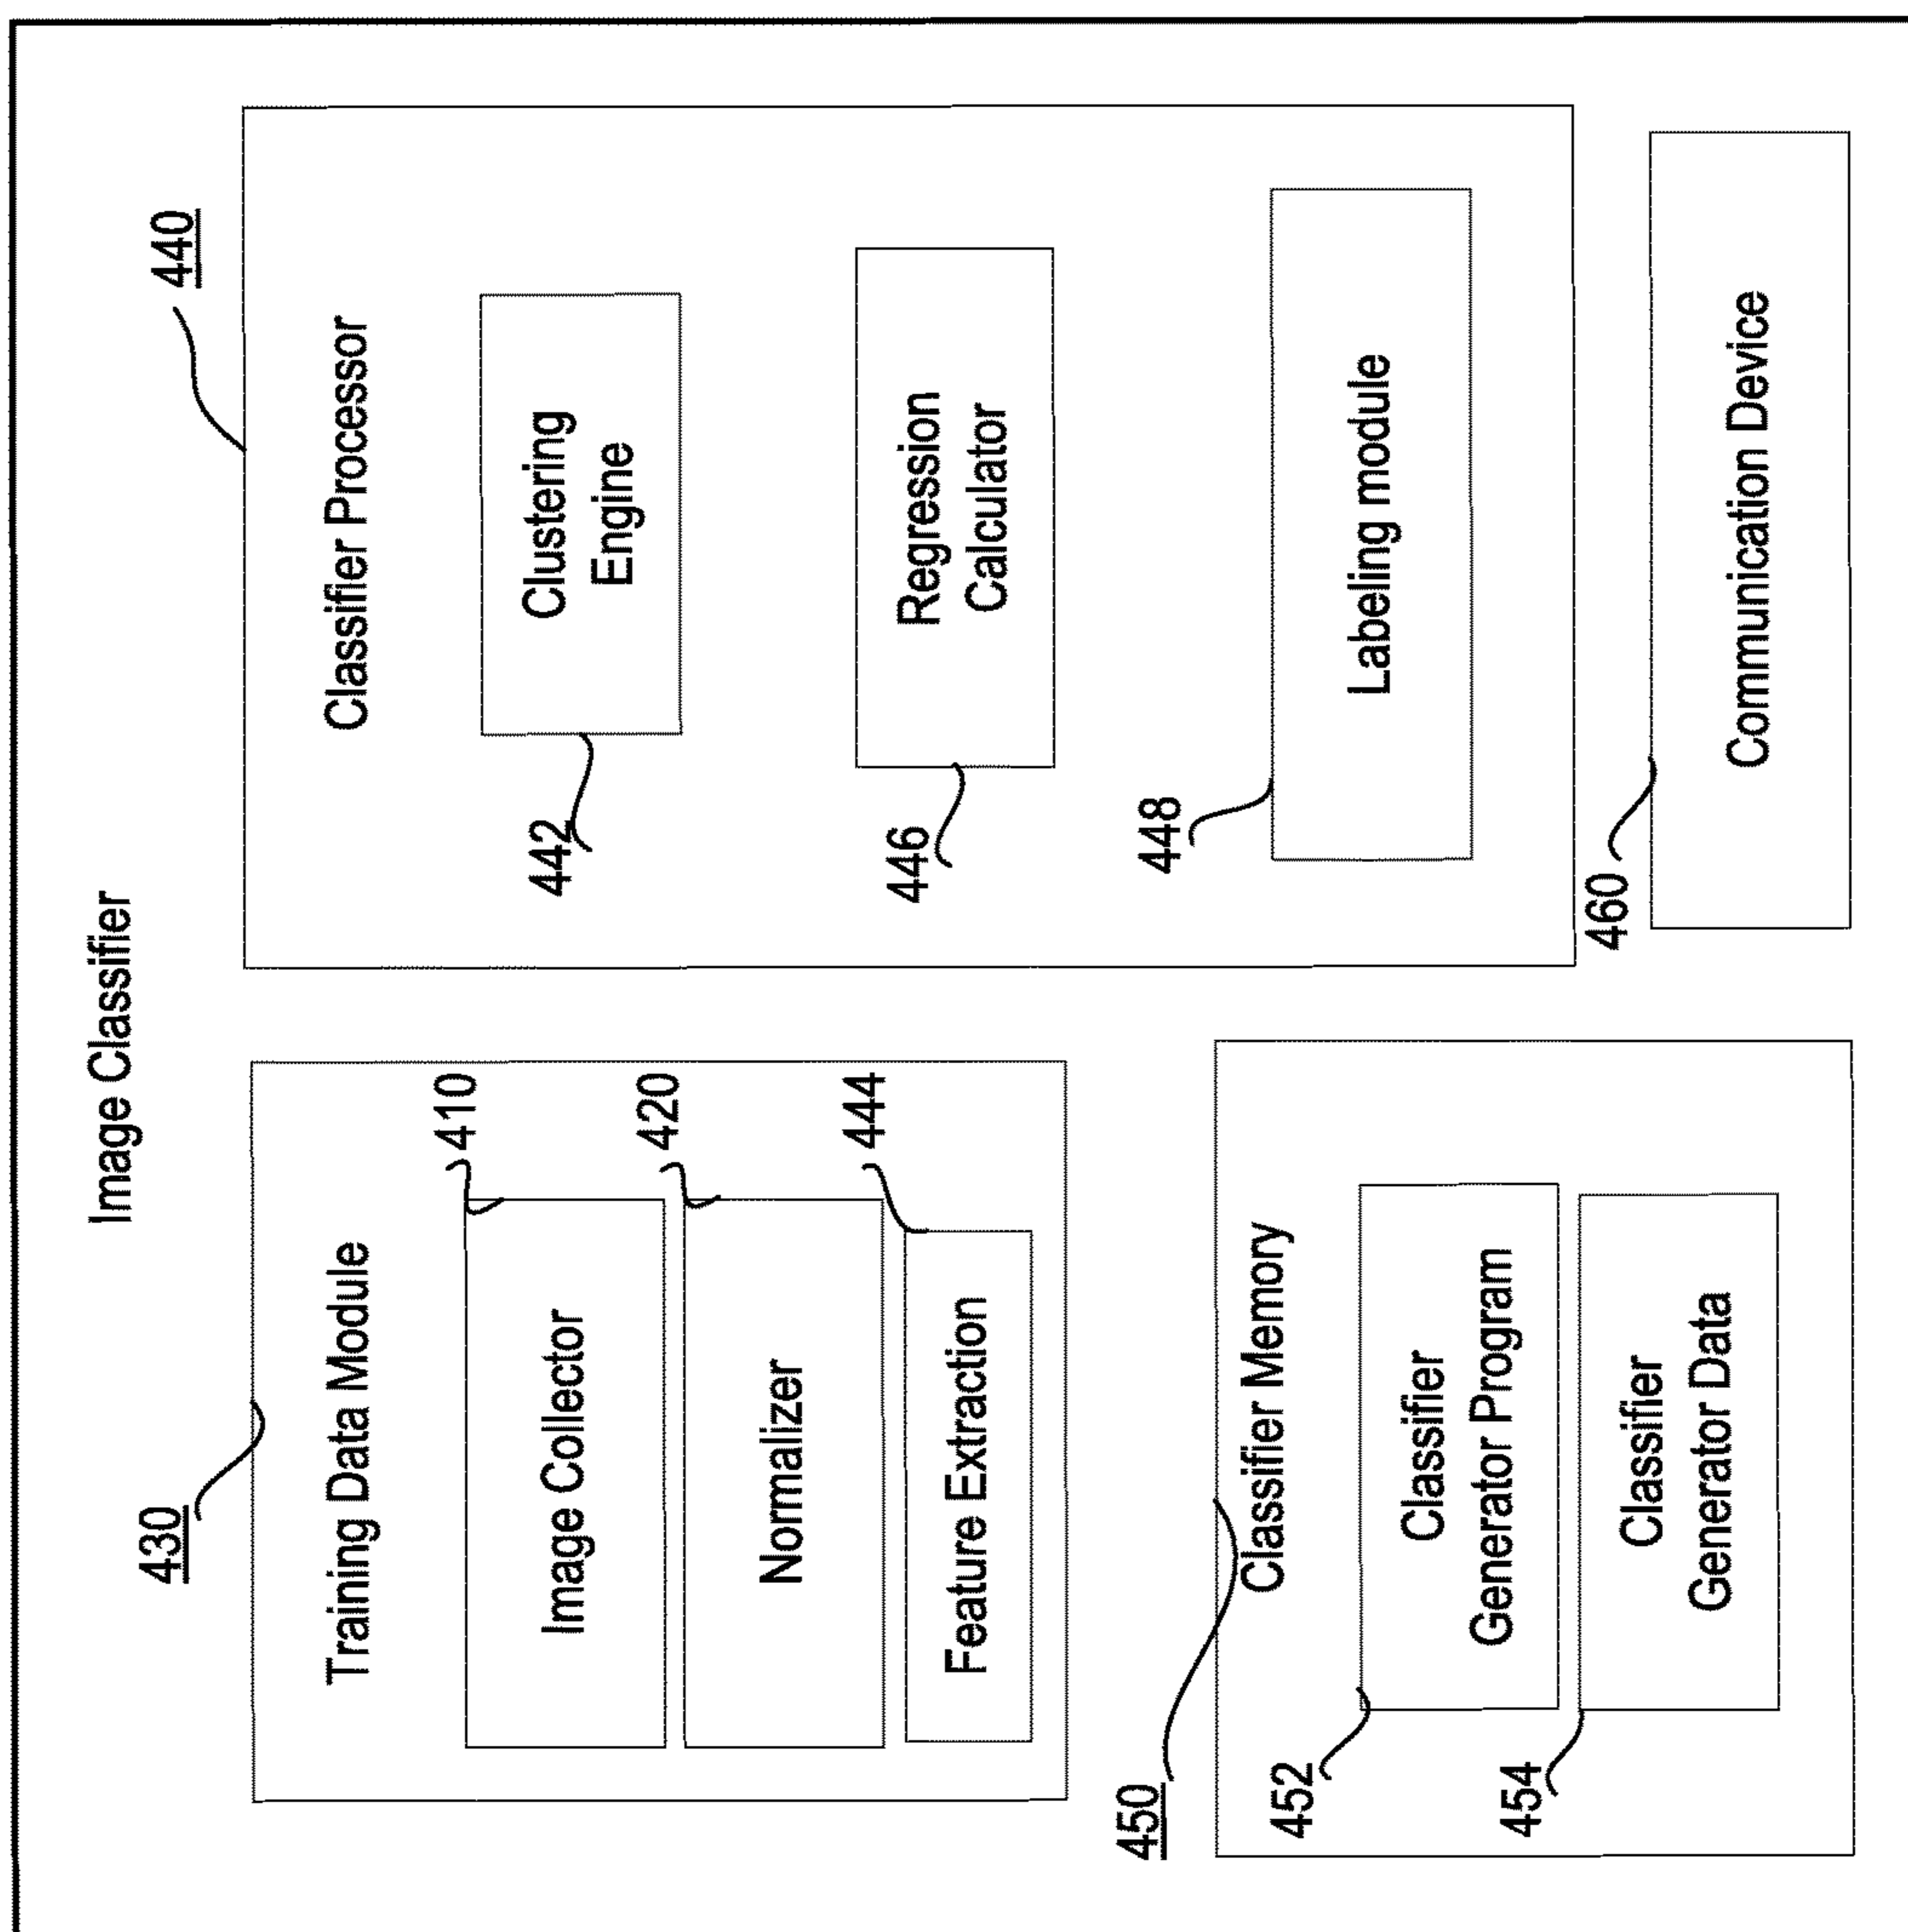 Image Classifier
430
Training Data Module
410
Image Collector
420
Normalizer
444
Feature Extraction
440
Classifier Processor
Clustering
Engine
442
Regression
Calculator
446
448
Labeling module
450
Classifier Memory
452
Classifier
Generator Program
454
Classifier
Generator Data
460
Communication Device